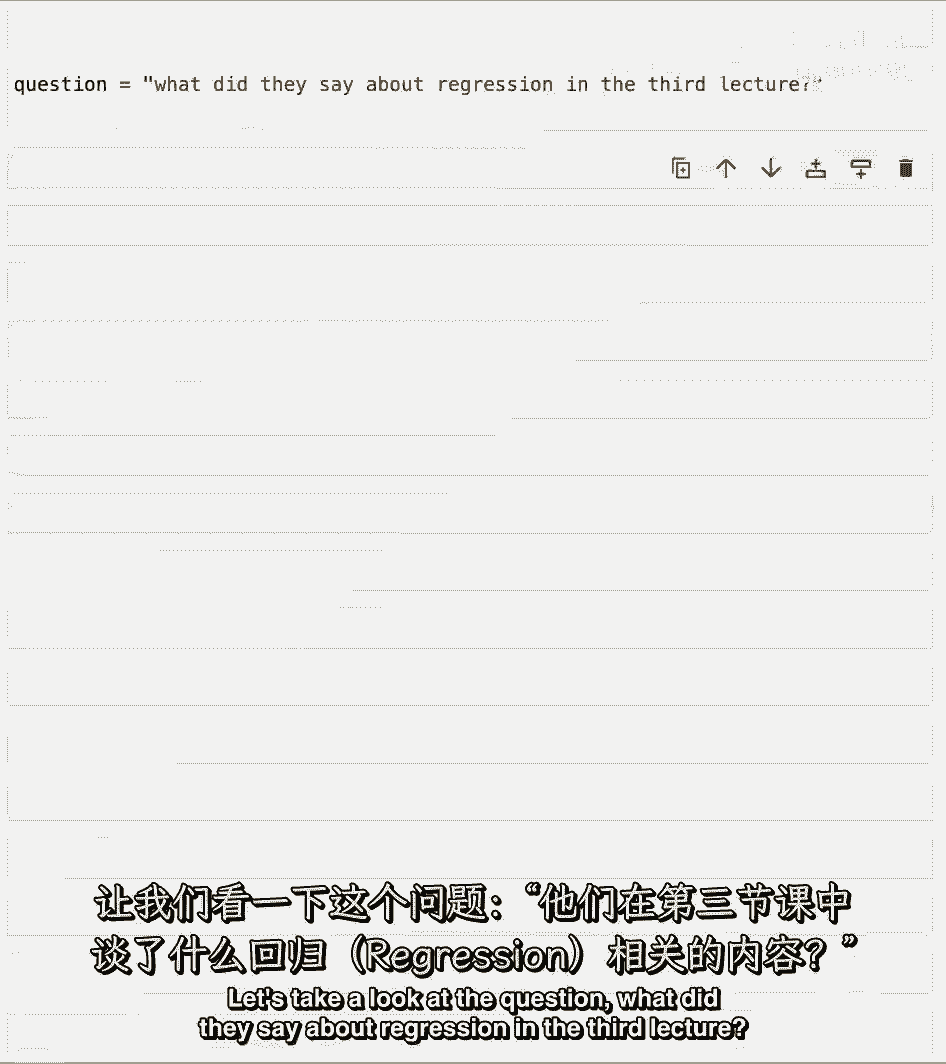 question = "what did they say about regression in the third lecture?"
让我们看一下这个问题：“他们在第三节课中
谈了什么回归（Regression）相关的内容？”
Let's take a look at the question, what did
they say about regression in the third lecture?